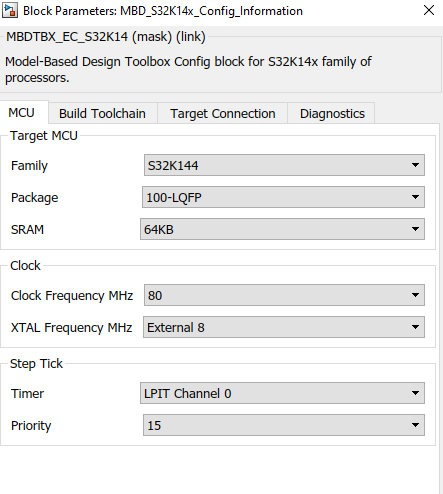 Block Parameters: MBD_S32K14x_Config_Information
MBDTBX_EC_S32K14 (mask) (link)
Model-Based Design Toolbox Config block for S32K14x family of
processors.
MCU Build Toolchain Target Connection Diagnostics
Target MCU
Family S32K144
Package 100-LQFP
SRAM 64KB
Clock
Clock Frequency MHz 80
XTAL Frequency MHz External 8
Step Tick
Timer LPIT Channel 0
Priority 15